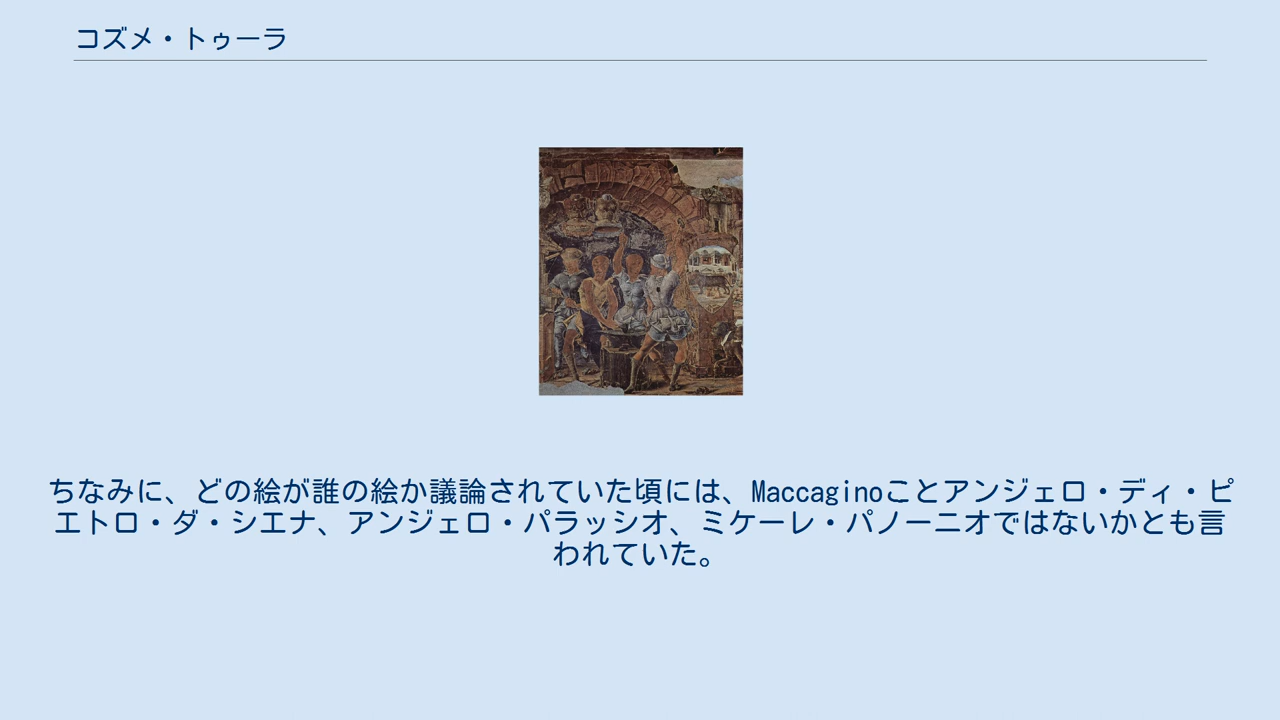 コズメ・トゥーラ
ちなみに、どの絵が誰の絵か議論されていた頃には、Maccaginoことアンジェロ・ディ・ピ
エトロ・ダ・シエナ、アンジェロ・パラッシオ、ミケーレ・パノーニオではないかとも言
われていた。